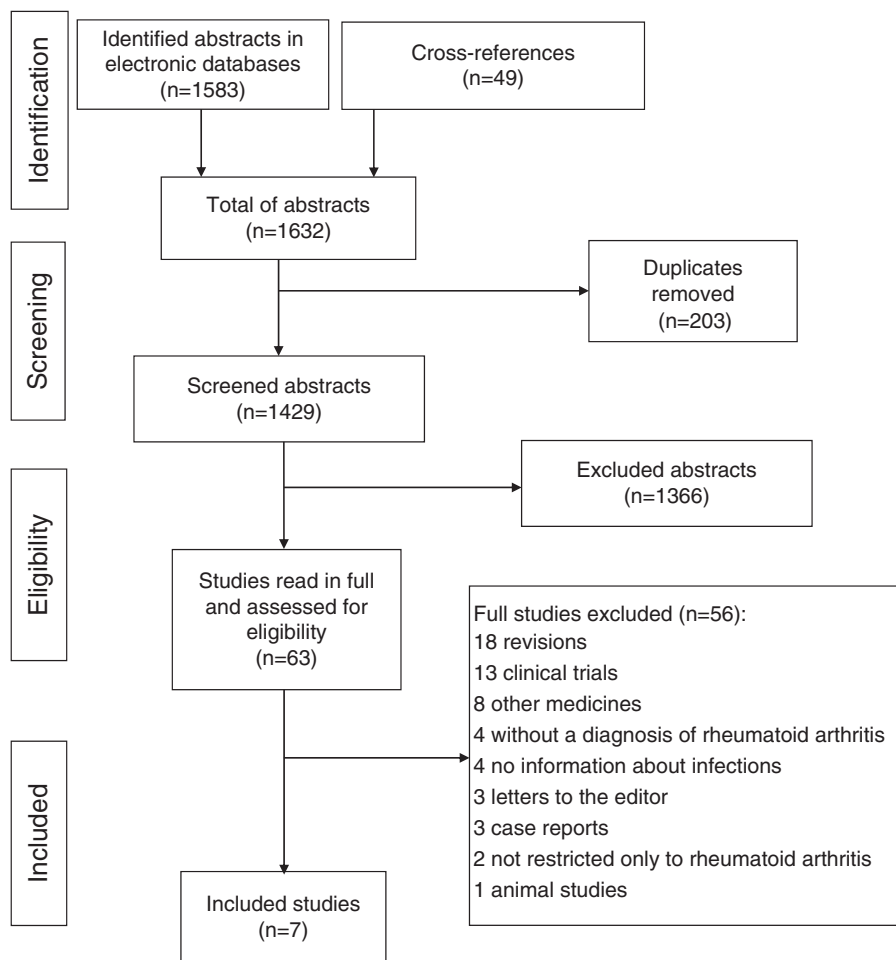 Identification
Identified abstracts in
electronic databases
(n=1583)
Cross-references
(n=49)
Total of abstracts
(n=1632)
Screening
Duplicates
removed
(n=203)
Screened abstracts
(n=1429)
Eligibility
Excluded abstracts
(n=1366)
Studies read in full
and assessed for
eligibility
(n=63)
Full studies excluded (n=56):
18 revisions
13 clinical trials
8 other medicines
4 without a diagnosis of rheumatoid arthritis
4 no information about infections
3 letters to the editor
3 case reports
2 not restricted only to rheumatoid arthritis
1 animal studies
Included
Included studies
(n=7)